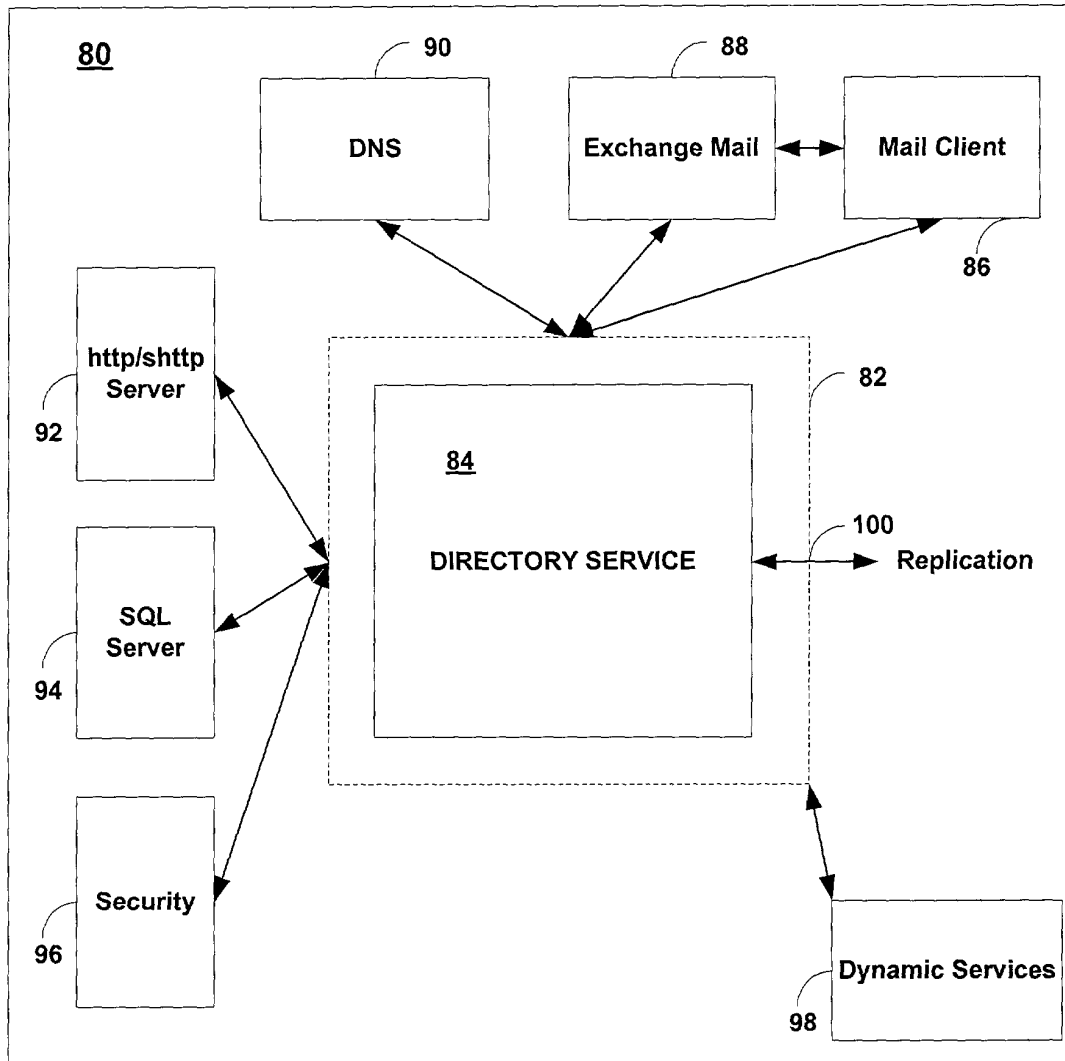 80
90
88
DNS
Exchange Mail
Mail Client
86
http/shttp
Server
92
82
84
DIRECTORY SERVICE
100
Replication
SQL
Server
94
Security
96
Dynamic Services
98